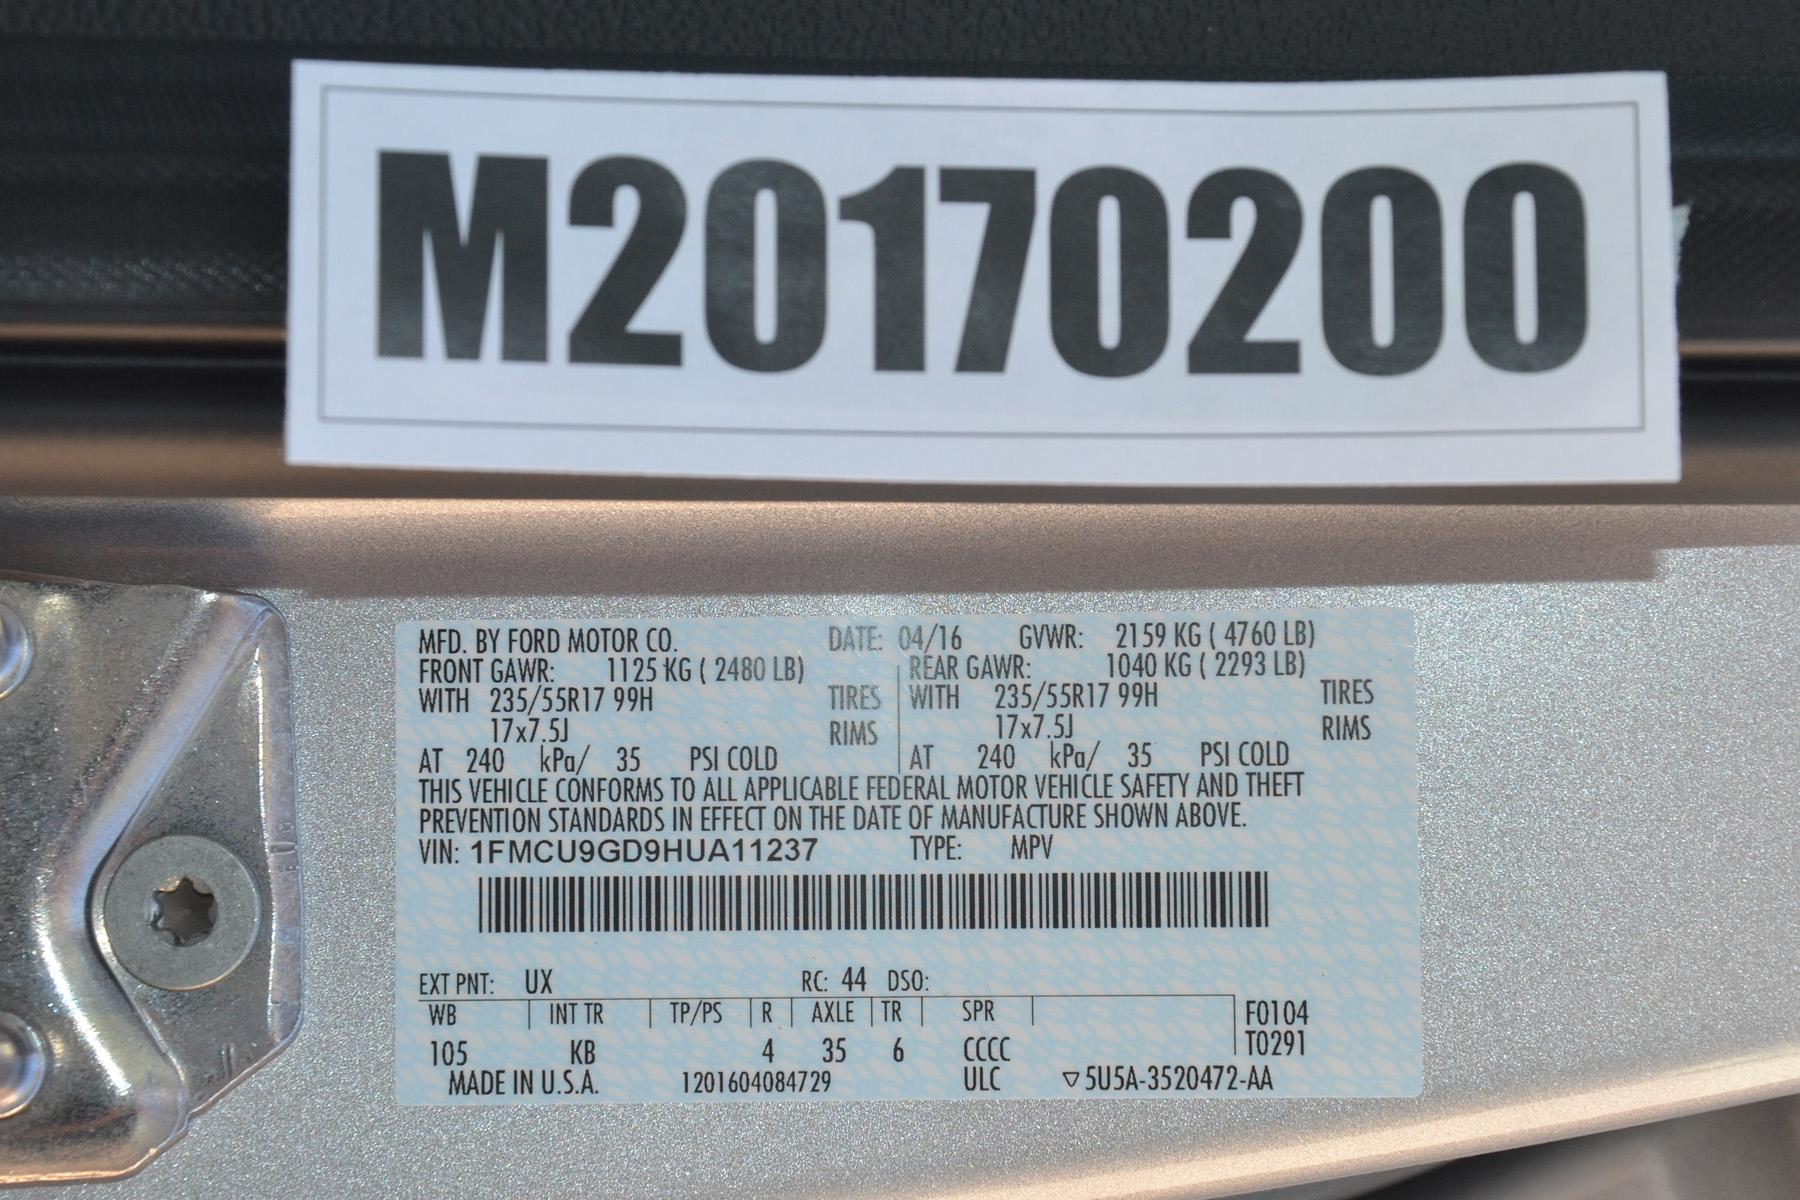 M20170200
MFD. BY FORD MOTOR CO. DATE: 04/16 GVWR: 2159 KG ( 4760 LB)
FRONT GAWR: 1125 KG ( 2480 LB) REAR GAWR: 1040 KG ( 2293 LB)
WITH 235/55R17 99H TIRES WITH 235/55R17 99H TIRES
17x7.5J RIMS 17x7.5J RIMS
AT 240 kPa/ 35 PSI COLD AT 240 kPa/ 35 PSI COLD
THIS VEHICLE CONFORMS TO ALL APPLICABLE FEDERAL MOTOR VEHICLE SAFETY AND THEFT
PREVENTION STANDARDS IN EFFECT ON THE DATE OF MANUFACTURE SHOWN ABOVE.
VIN: 1FMCU9GD9HUA11237 TYPE: MPV
EXT PNT: UX RC: 44 DSO:
WB INT TR TP/PS R AXLE TR SPR F0104
105 KB 4 35 6 CCCC T0291
MADE IN U.S.A. 1201604084729 ULC ▽5U5A-3520472-AA